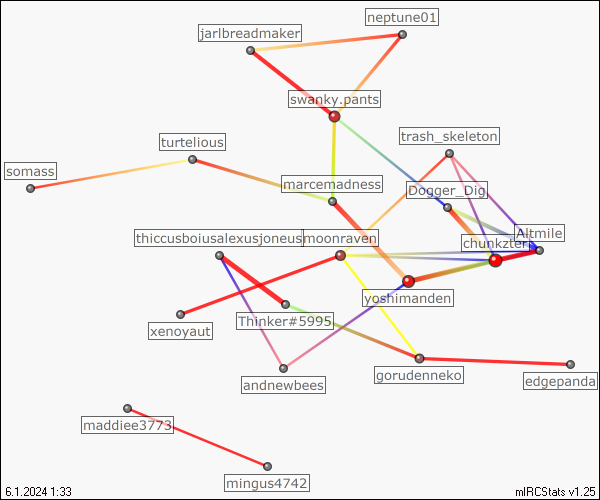 neptune01
jarlbreadmaker
swanky.pants
trash_skeleton
turtelious
somass
marcemadness
Dogger_Dig
Altmile
thiccusboiusalexusjoneus
moonraven
chunkzter
yoshimanden
Thinker#5995
xenoyaut
gorudenneko
edgepanda
andnewbees
maddiee3773
mingus4742
6.1.2024 1:33
mIRCStats v1.25